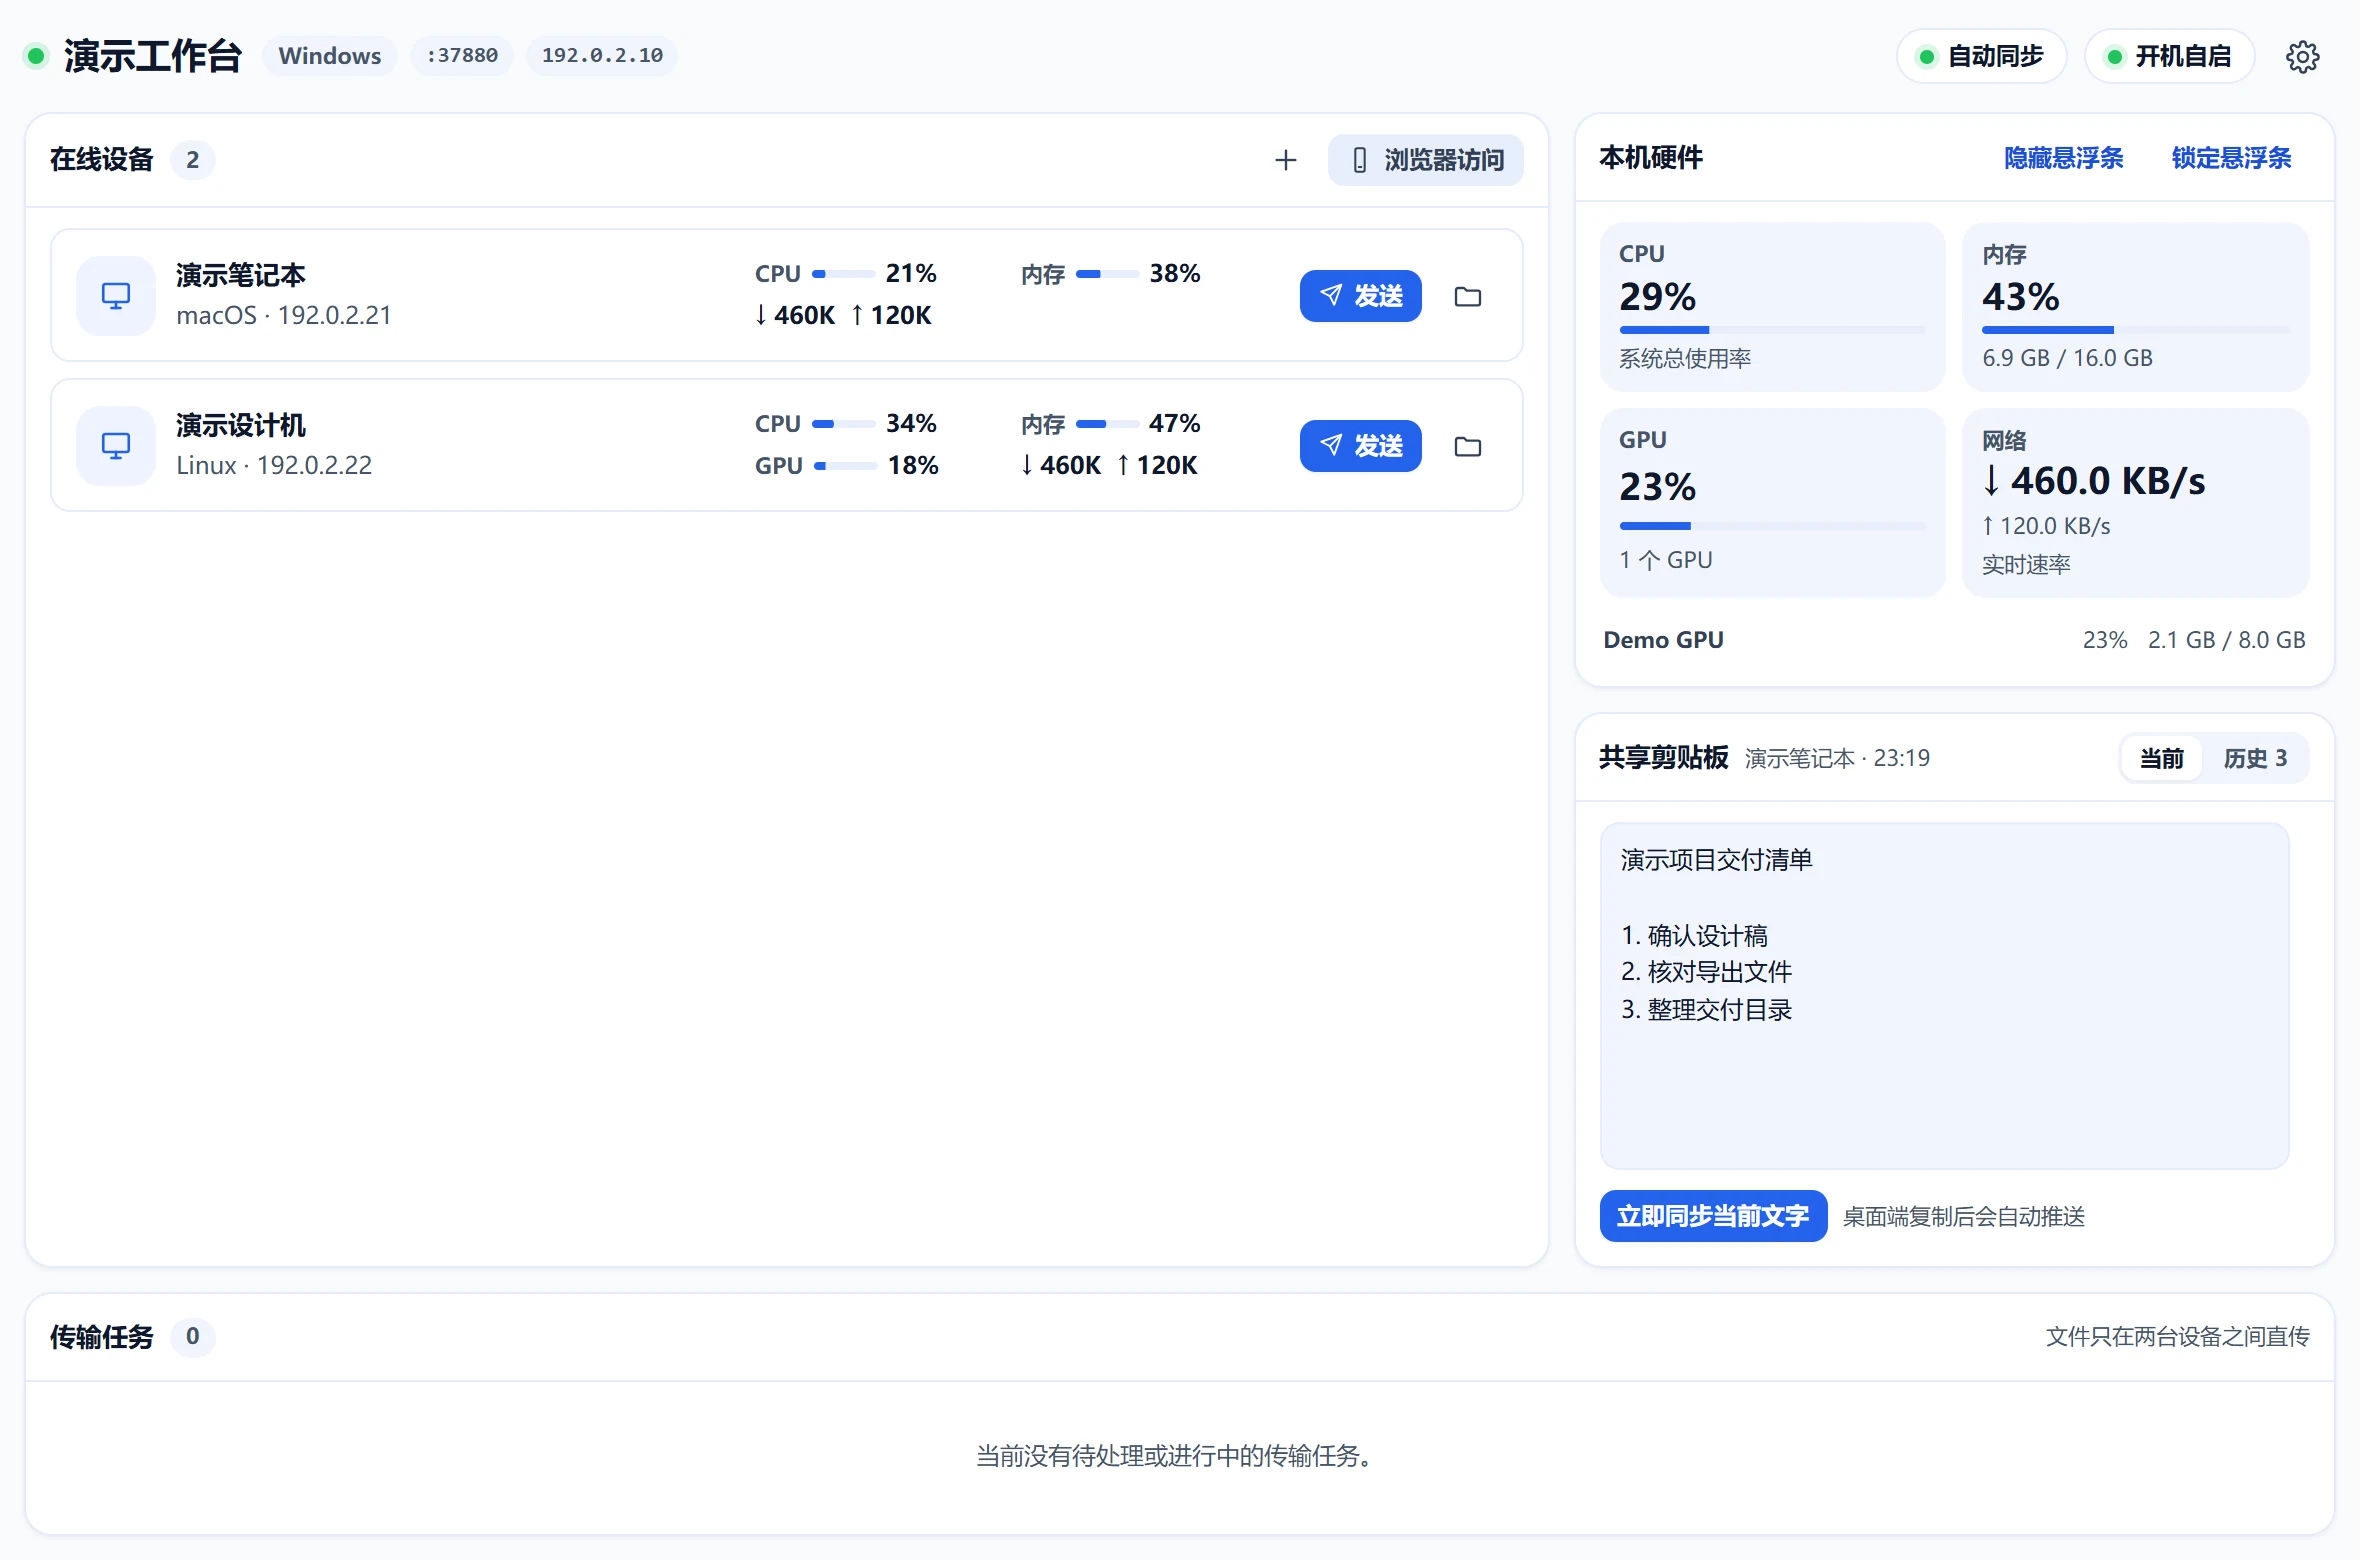 演示工作台 Windows :37880 192.0.2.10
自动同步 开机自启
在线设备 2
浏览器访问
演示笔记本
macOS · 192.0.2.21
CPU 21% 内存 38%
↓ 460K ↑ 120K
发送
演示设计机
Linux · 192.0.2.22
CPU 34% 内存 47%
GPU 18% ↓ 460K ↑ 120K
发送
本机硬件 隐藏悬浮条 锁定悬浮条
CPU
29%
系统总使用率
内存
43%
6.9 GB / 16.0 GB
GPU
23%
1 个 GPU
网络
↓ 460.0 KB/s
↑ 120.0 KB/s
实时速率
Demo GPU 23% 2.1 GB / 8.0 GB
共享剪贴板 演示笔记本 · 23:19 当前 历史 3
演示项目交付清单
1. 确认设计稿
2. 核对导出文件
3. 整理交付目录
立即同步当前文字 桌面端复制后会自动推送
传输任务 0 文件只在两台设备之间直传
当前没有待处理或进行中的传输任务。